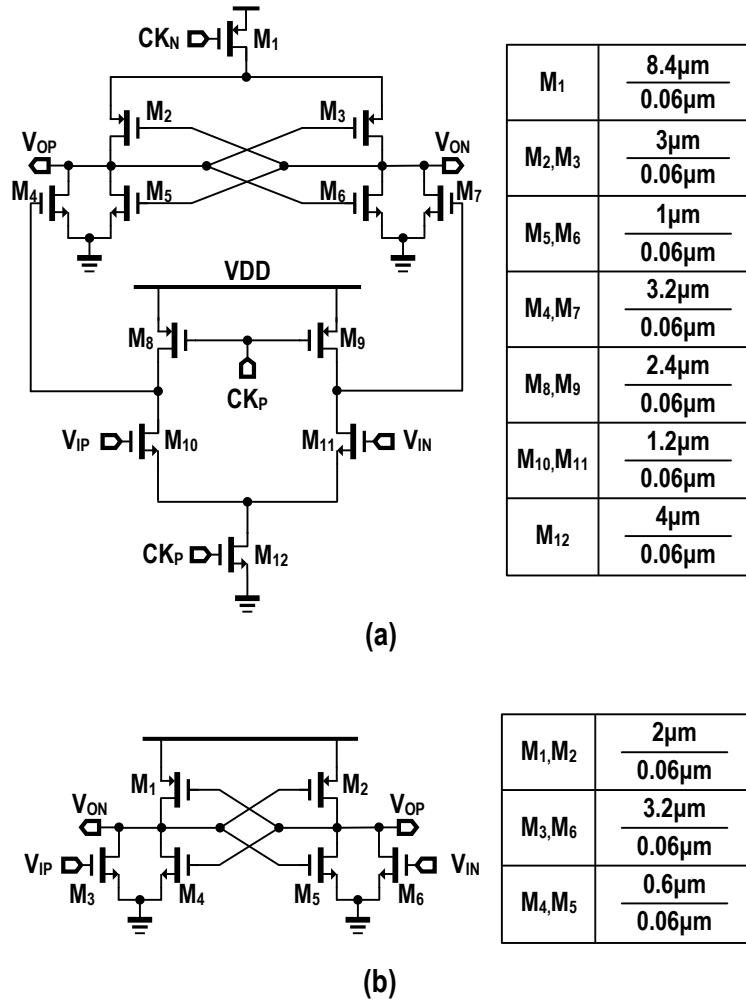 CKN
M1
M2
M3
VOP
VON
M4
M5
M6
M7
VDD
M8
M9
CKP
VIP
M10
M11
VIN
CKP
M12
M1
8.4μm
0.06μm
M2,M3
3μm
0.06μm
M5,M6
1μm
0.06μm
M4,M7
3.2μm
0.06μm
M8,M9
2.4μm
0.06μm
M10,M11
1.2μm
0.06μm
M12
4μm
0.06μm
(a)
M1
M2
VON
VOP
VIP
VIN
M3
M4
M5
M6
M1,M2
2μm
0.06μm
M3,M6
3.2μm
0.06μm
M4,M5
0.6μm
0.06μm
(b)